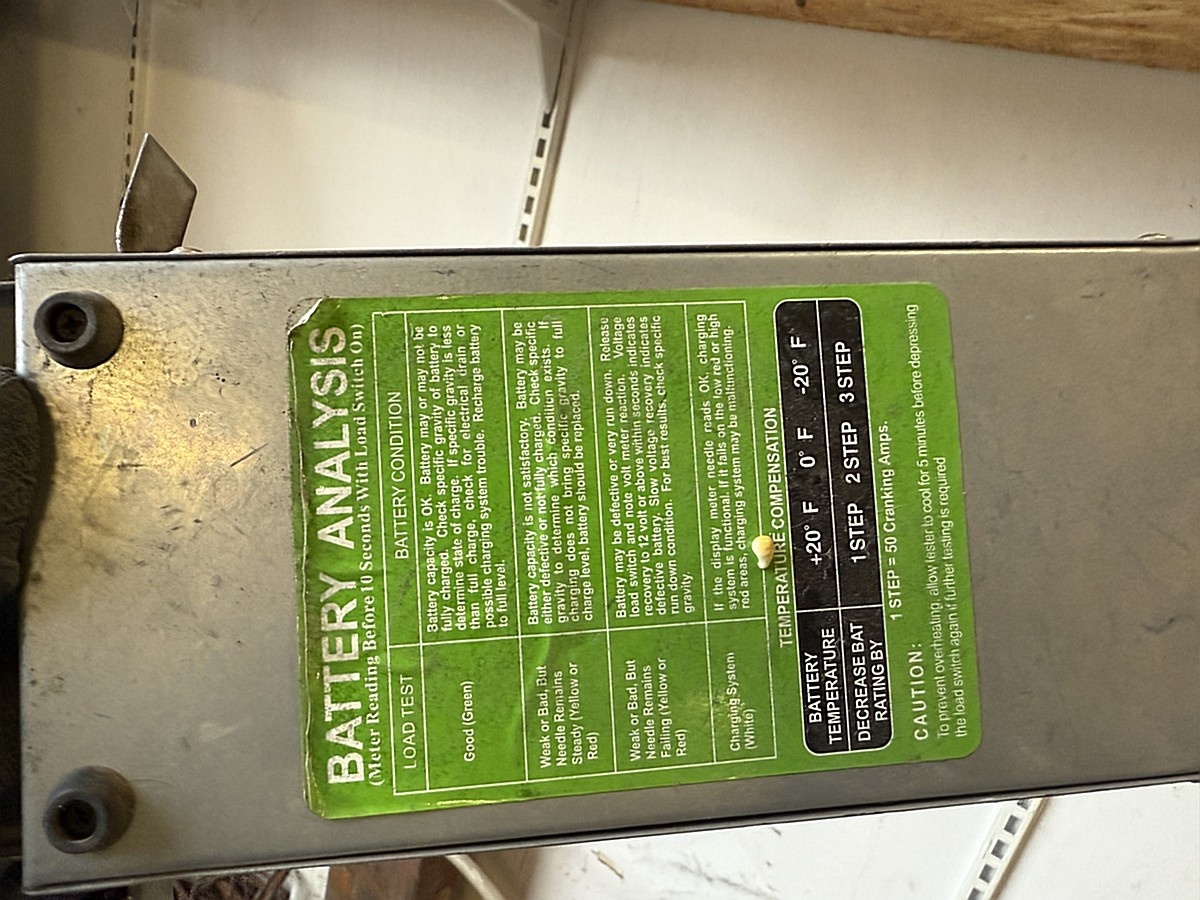 BATTERY ANALYSIS
(Meter Reading Before 10 Seconds With Load Switch On)
LOAD TEST
BATTERY CONDITION
Good (Green)
Battery capacity is OK. Battery may or may not be
fully charged. Check specific gravity of battery to
determine state of charge. If specific gravity is less
than full charge, check for electrical drain or
possible charging system trouble. Recharge battery
to full level.
Weak or Bad, But
Needle Remains
Steady (Yellow or
Red)
Battery capacity is not satisfactory. Battery may be
either defective or not fully charged. Check specific
gravity to determine which condition exists. If
charging does not bring specific gravity to full
charge level, battery should be replaced.
Weak or Bad, But
Needle Remains
Falling (Yellow or
Red)
Battery may be defective or very run down. Release
load switch and note volt meter reaction. Voltage
recovery to 12 volt or above within seconds indicates
defective battery. Slow voltage recovery indicates
run down condition. For best results, check specific
gravity.
Charging System
(White)
If the display meter needle reads OK, charging
system is functional. If it falls on the low red or high
red areas, charging system may be malfunctioning.
TEMPERATURE COMPENSATION
BATTERY
TEMPERATURE
+20° F 0° F -20° F
DECREASE BAT
RATING BY
1 STEP 2 STEP 3 STEP
1 STEP = 50 Cranking Amps.
CAUTION:
To prevent overheating, allow tester to cool for 5 minutes before depressing
the load switch again if further testing is required